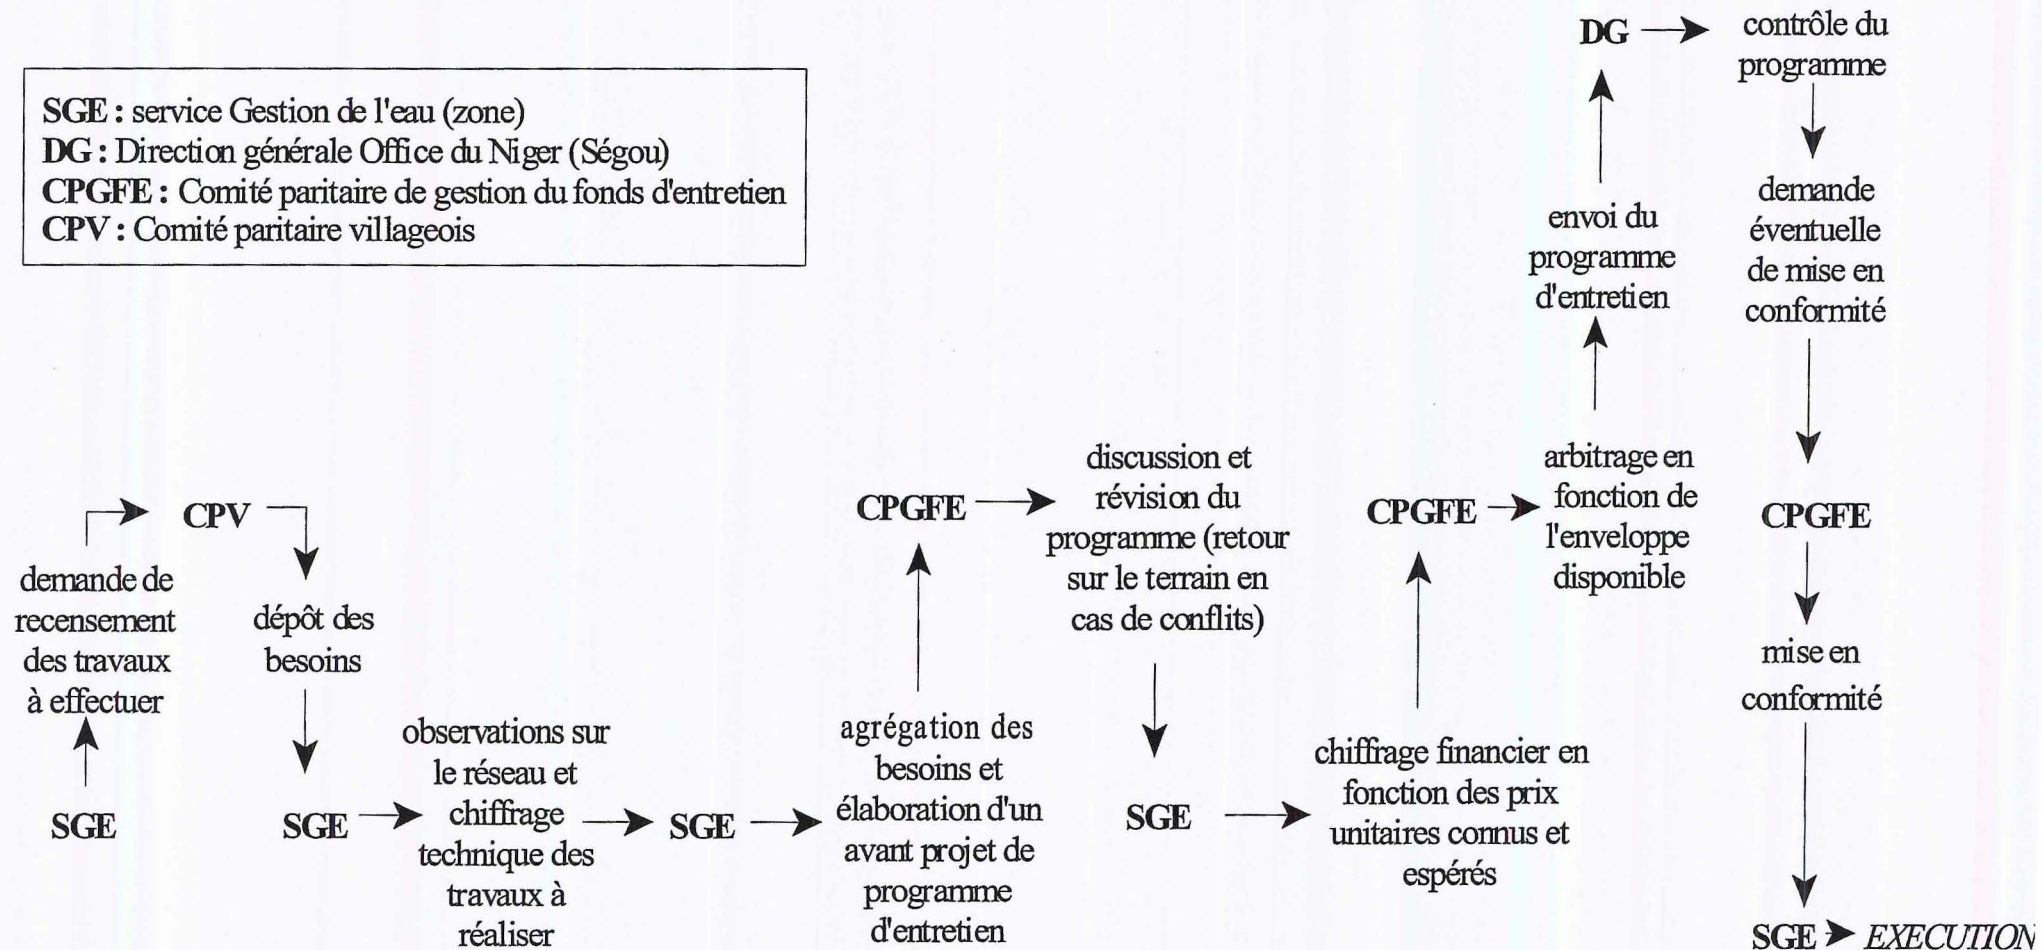 SGE : service Gestion de l'eau (zone)
DG : Direction générale Office du Niger (Ségou)
CPGFE : Comité paritaire de gestion du fonds d'entretien
CPV : Comité paritaire villageois
SGE
demande de
recensement
des travaux
à effectuer
CPV
dépôt des
besoins
SGE
observations sur
le réseau et
chiffrage
technique des
travaux à
réaliser
SGE
agrégation des
besoins et
élaboration d'un
avant projet de
programme
d'entretien
CPGFE
discussion et
révision du
programme (retour
sur le terrain en
cas de conflits)
SGE
chiffrage financier en
fonction des prix
unitaires connus et
espérés
CPGFE
arbitrage en
fonction de
l'enveloppe
disponible
envoi du
programme
d'entretien
DG
contrôle du
programme
demande
éventuelle
de mise en
conformité
CPGFE
mise en
conformité
SGE
EXECUTION